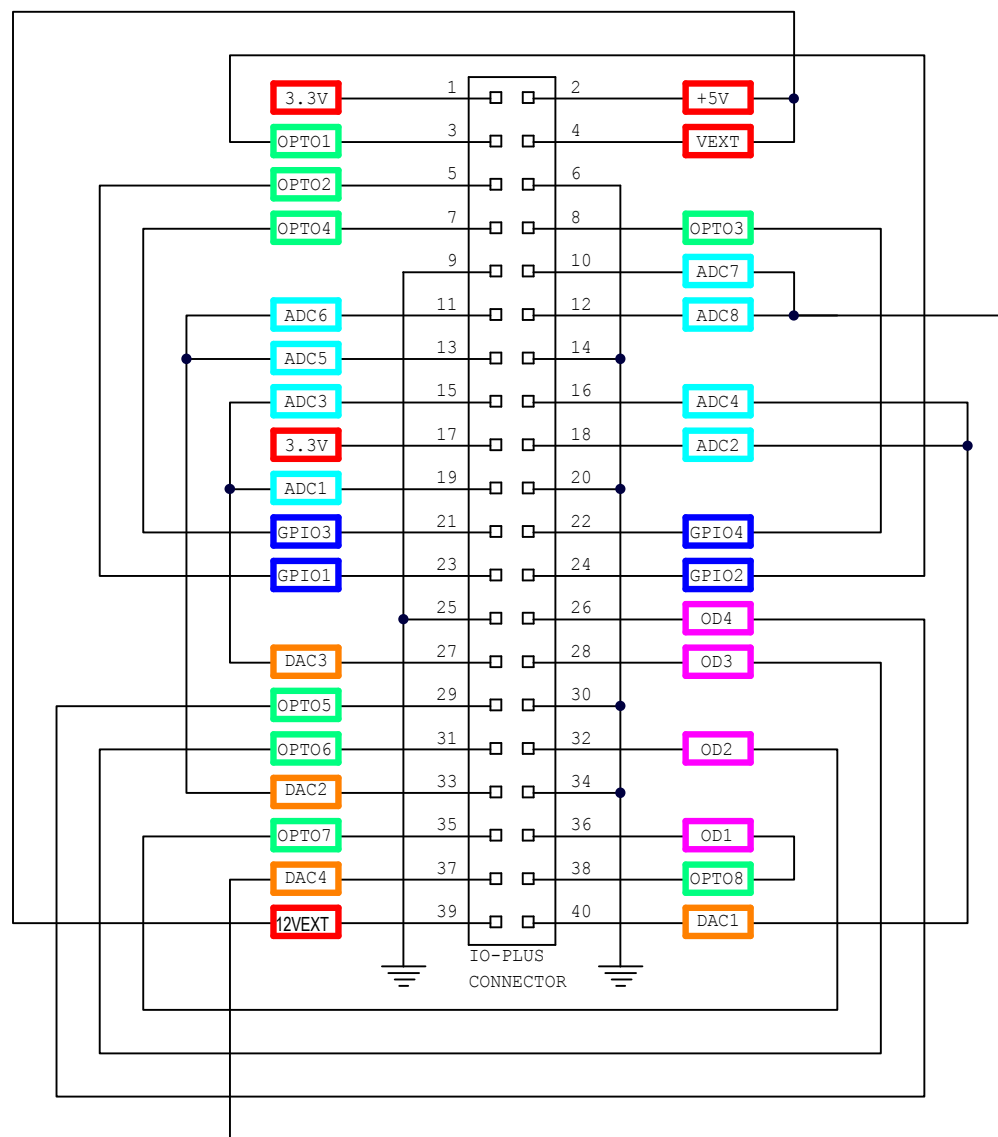 3.3V 1 2 +5V
OPTO1 3 4 VEXT
OPTO2 5 6
OPTO4 7 8 OPTO3
9 10 ADC7
ADC6 11 12 ADC8
ADC5 13 14
ADC3 15 16 ADC4
3.3V 17 18 ADC2
ADC1 19 20
GPIO3 21 22 GPIO4
GPIO1 23 24 GPIO2
25 26 OD4
DAC3 27 28 OD3
OPTO5 29 30
OPTO6 31 32 OD2
DAC2 33 34
OPTO7 35 36 OD1
DAC4 37 38 OPTO8
12VEXT 39 40 DAC1
IO-PLUS
CONNECTOR